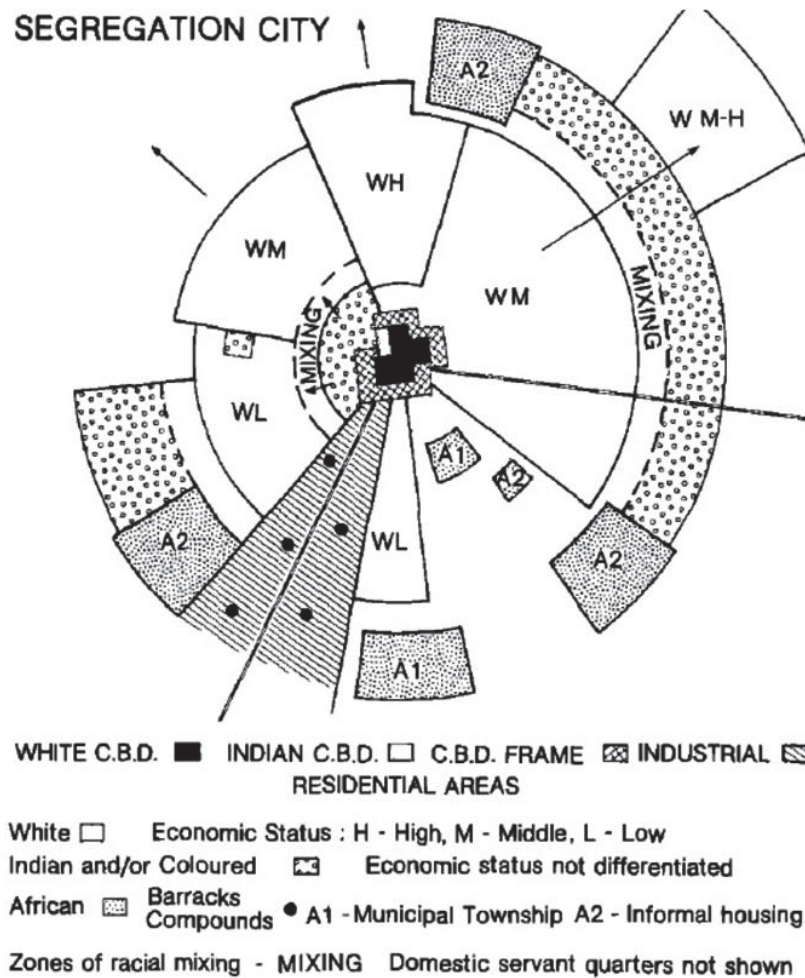 SEGREGATION CITY
A2
W M-H
WH
WM
WM
MIXING
MIXING
WL
A1
A2
A2
WL
A2
A1
WHITE C.B.D. INDIAN C.B.D. C.B.D. FRAME INDUSTRIAL
RESIDENTIAL AREAS
White Economic Status : H - High, M - Middle, L - Low
Indian and/or Coloured Economic status not differentiated
African Barracks
Compounds A1 - Municipal Township A2 - Informal housing
Zones of racial mixing - MIXING Domestic servant quarters not shown